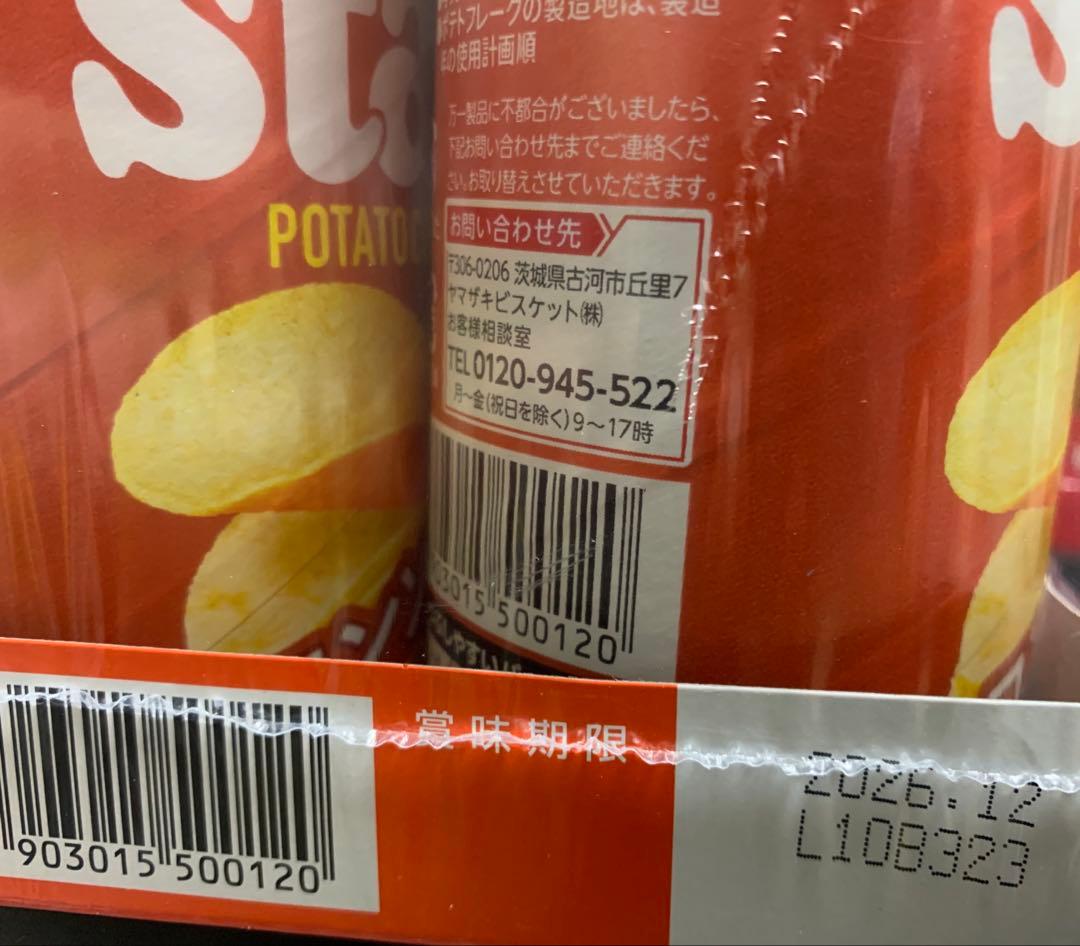 Sta
POTATO
ポテトフレークの製造地は、製造
年の使用計画順
万一製品に不都合がございましたら、
下記お問い合わせ先までご連絡くだ
さい。お取り替えさせていただきます。
お問い合わせ先
〒306-0206 茨城県古河市丘里7
ヤマザキビスケット㈱
お客様相談室
TEL 0120-945-522
月〜金(祝日を除く)9〜17時
03015 500120
903015 500120
賞味期限
2026.12
L10B323